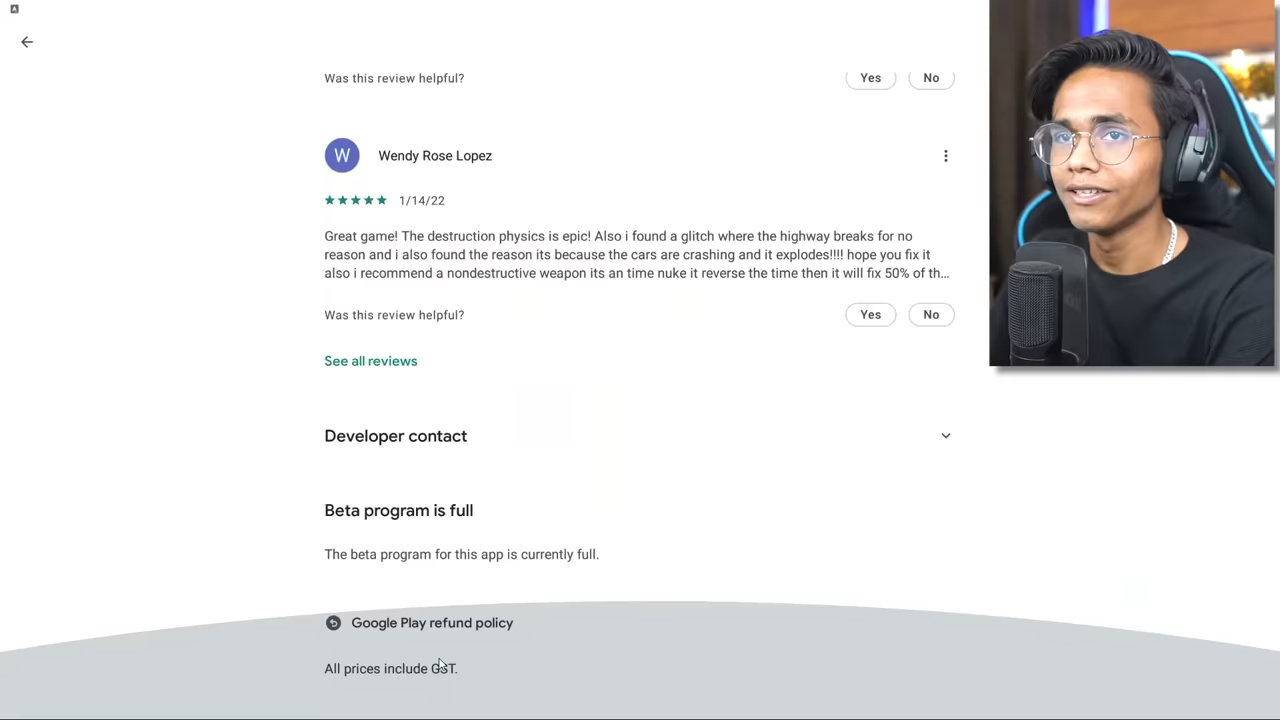 A
Was this review helpful?
Yes
No
W
Wendy Rose Lopez
1/14/22
Great game! The destruction physics is epic! Also i found a glitch where the highway breaks for no
reason and i also found the reason its because the cars are crashing and it explodes!!!! hope you fix it
also i recommend a nondestructive weapon its an time nuke it reverse the time then it will fix 50% of th…
Was this review helpful?
Yes
No
See all reviews
Developer contact
Beta program is full
The beta program for this app is currently full.
Google Play refund policy
All prices include GST.